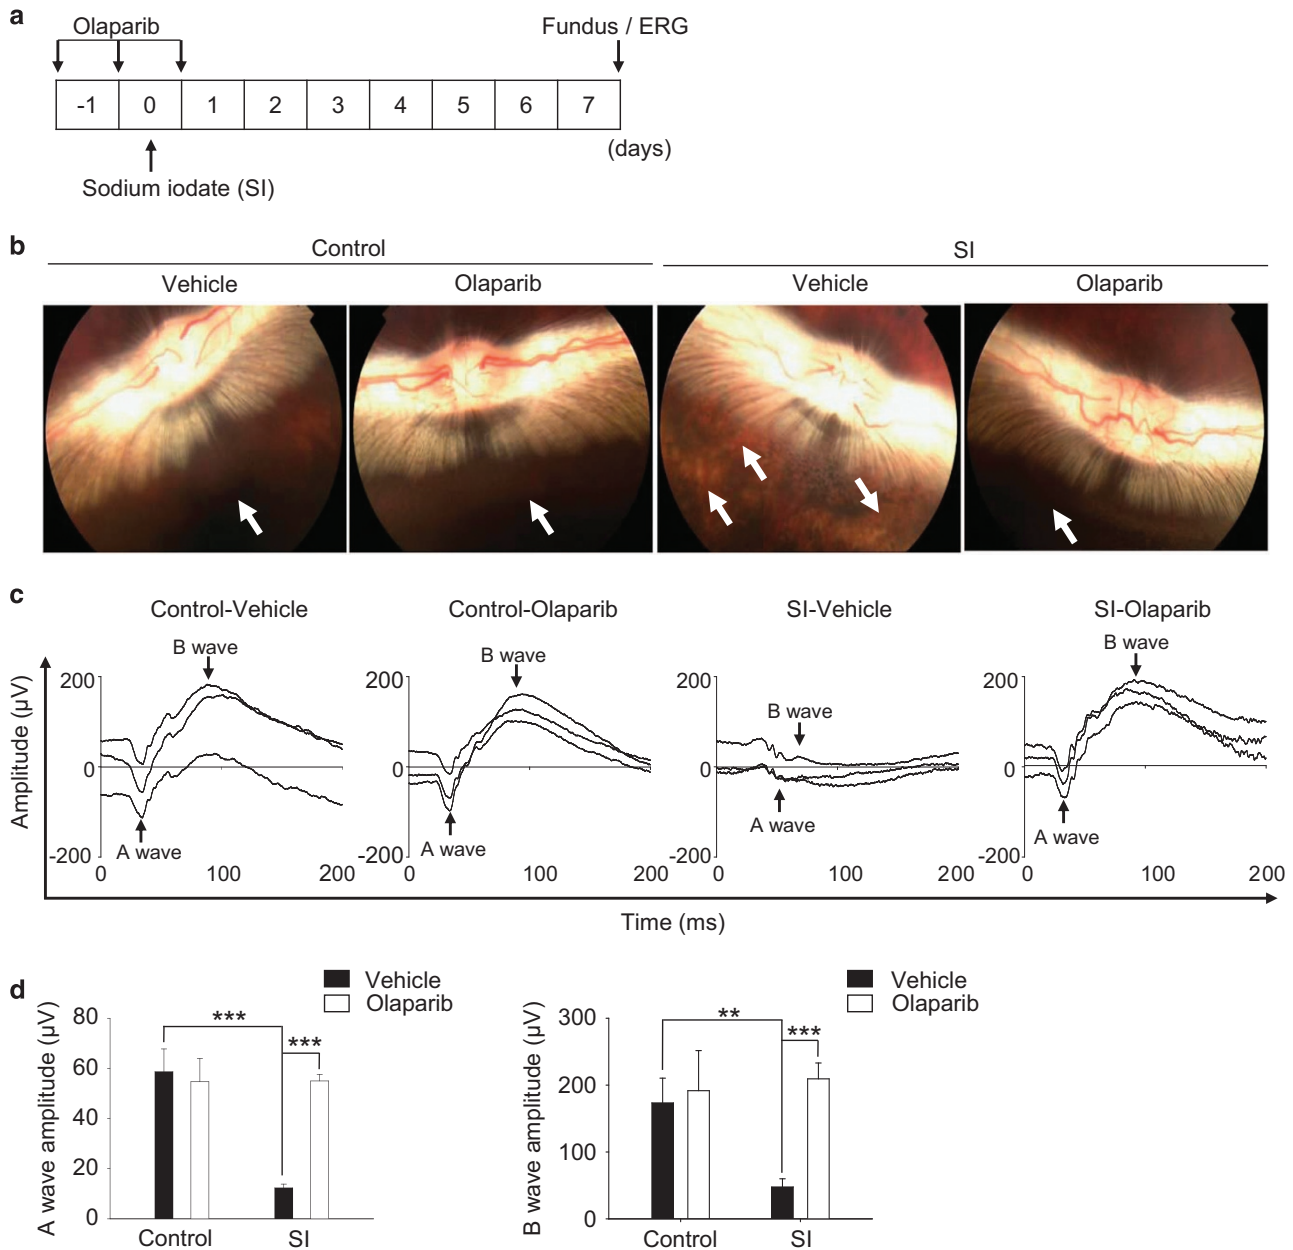 a
Olaparib
Fundus / ERG
-1 0 1 2 3 4 5 6 7
(days)
Sodium iodate (SI)
b
Control SI
Vehicle Olaparib Vehicle Olaparib
c
Control-Vehicle Control-Olaparib SI-Vehicle SI-Olaparib
Amplitude (µV)
200
0
-200
0 100 200
B wave
A wave
200
0
-200
0 100 200
B wave
A wave
200
0
-200
0 100 200
B wave
A wave
200
0
-200
0 100 200
B wave
A wave
Time (ms)
d
Vehicle
Olaparib
A wave amplitude (µV)
80
60
40
20
0
***
***
Control SI
Vehicle
Olaparib
B wave amplitude (µV)
300
200
100
0
**
***
Control SI